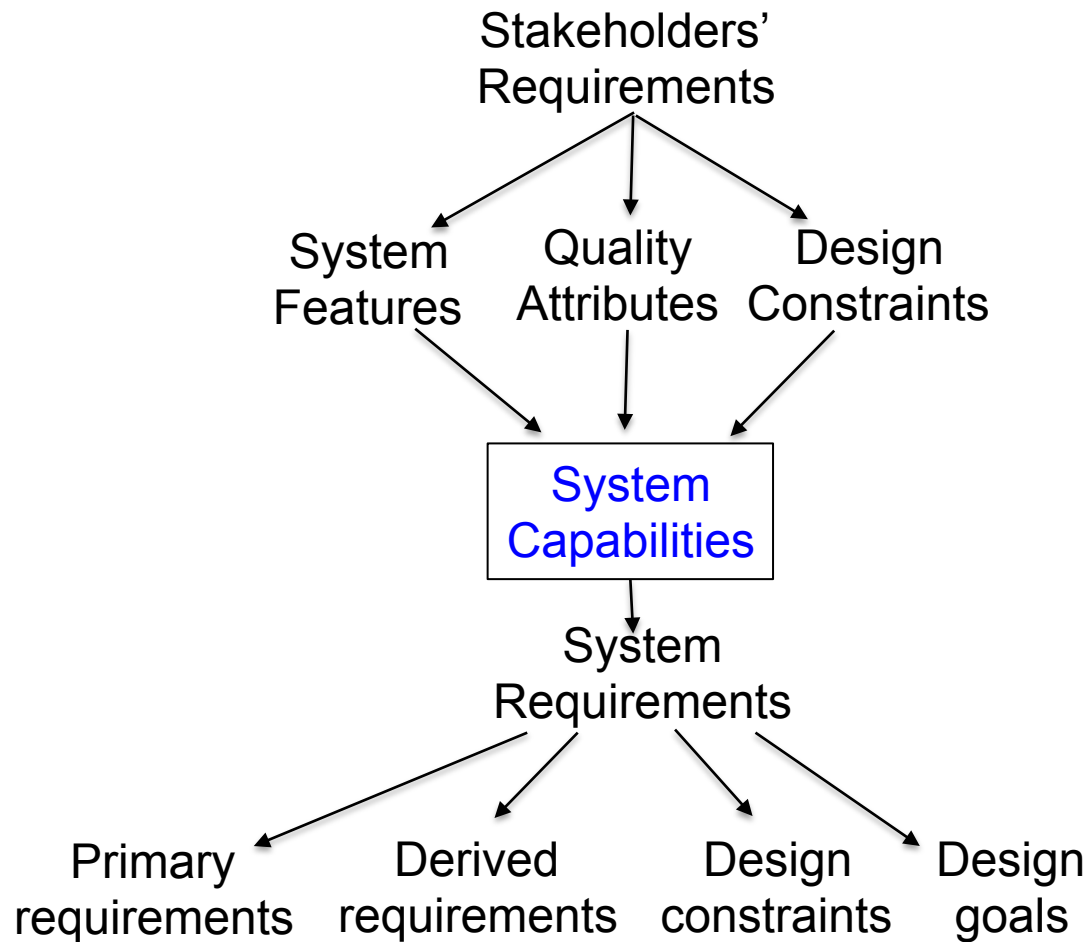 Stakeholders’
Requirements
System
Features
Quality
Attributes
Design
Constraints
System
Capabilities
System
Requirements
Primary
requirements
Derived
requirements
Design
constraints
Design
goals